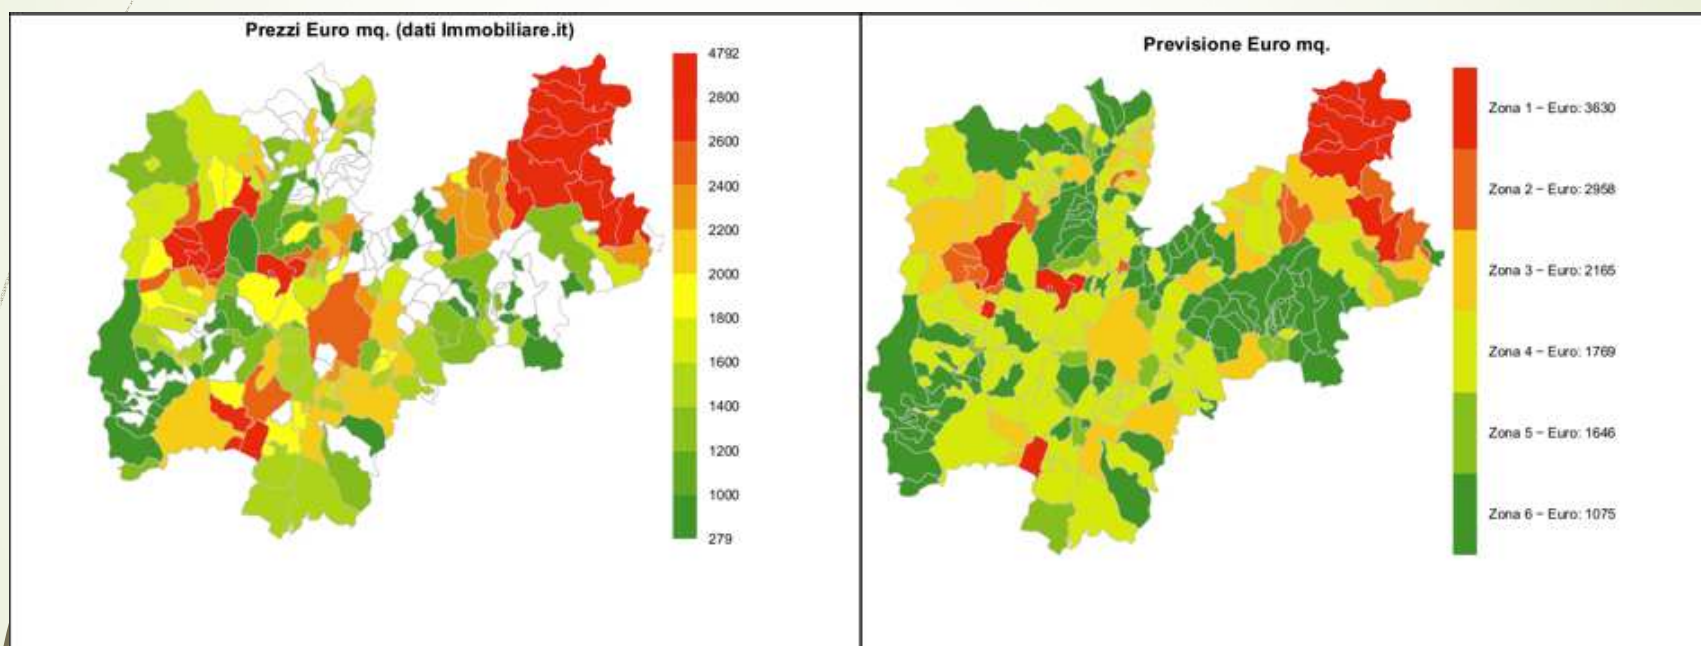 Prezzi Euro mq. (dati Immobiliare.it)
4792
2800
2600
2400
2200
2000
1800
1600
1400
1200
1000
279
Previsione Euro mq.
Zona 1 − Euro: 3630
Zona 2 − Euro: 2958
Zona 3 − Euro: 2165
Zona 4 − Euro: 1769
Zona 5 − Euro: 1646
Zona 6 − Euro: 1075